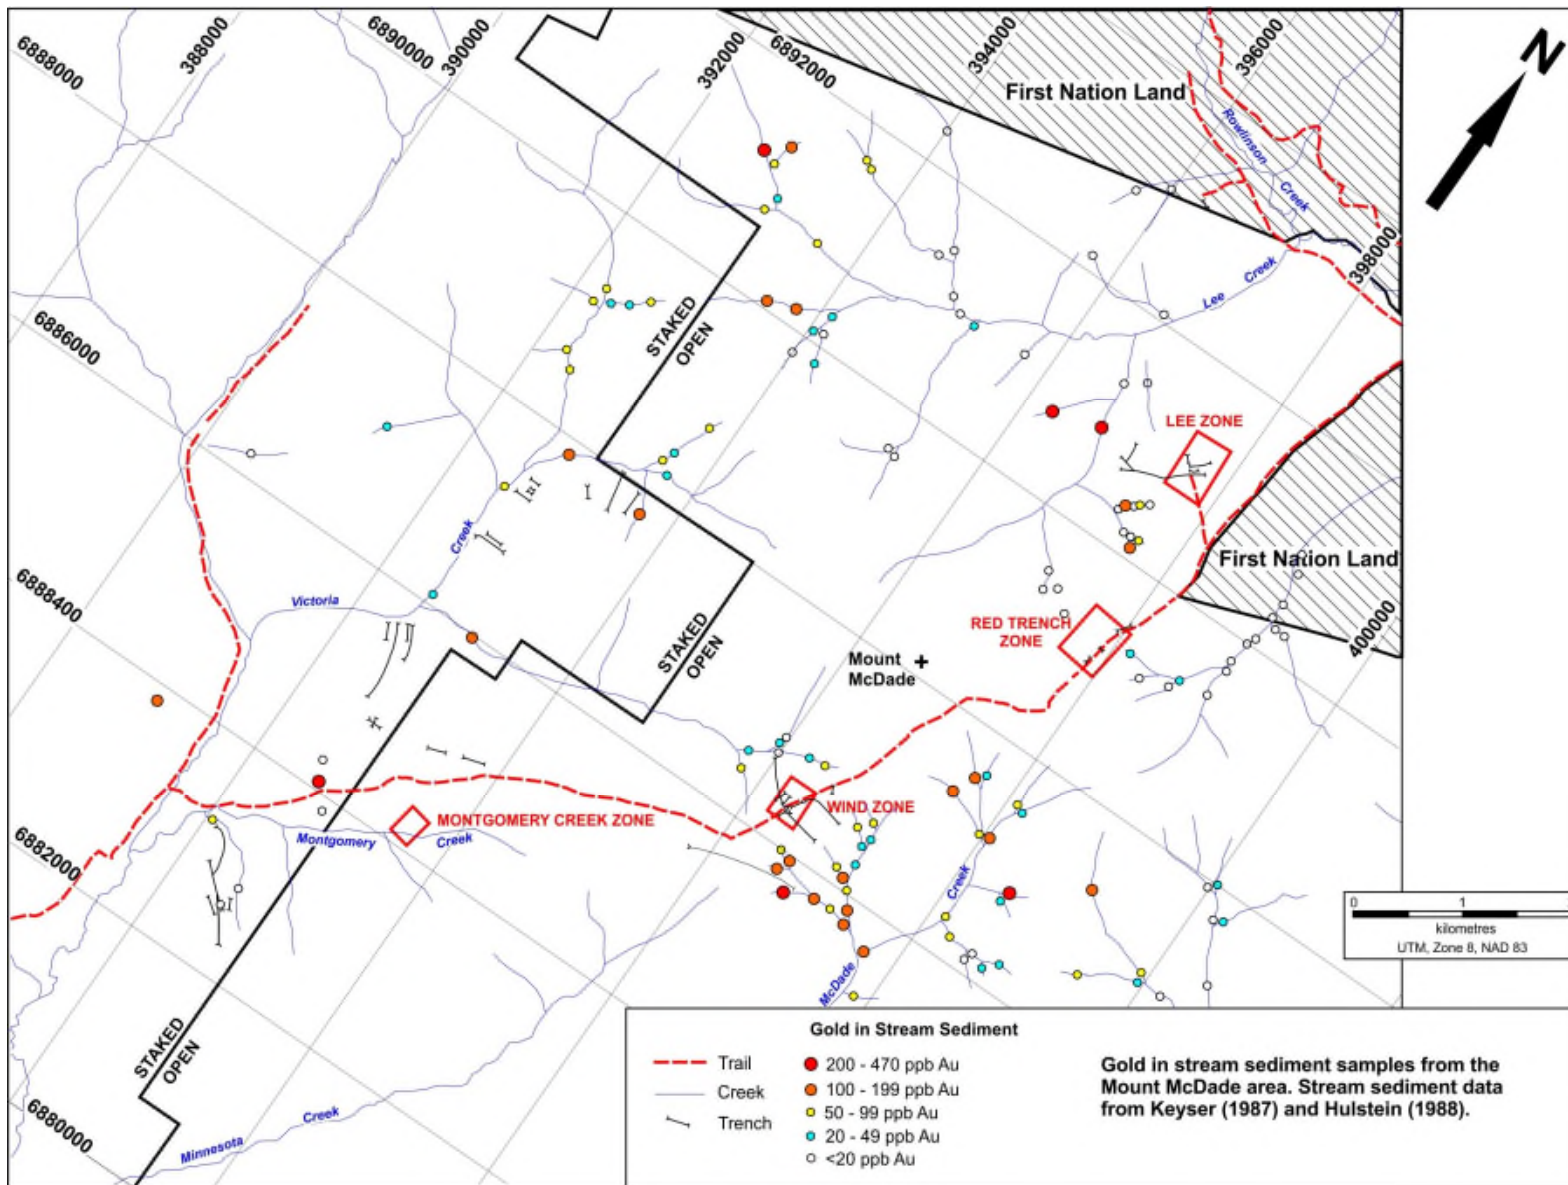 6888000
388000
6890000
390000
392000
6892000
394000
396000
N
First Nation Land
Rowlinson
Creek
398000
Lee Creek
6886000
STAKED
OPEN
LEE ZONE
Creek
First Nation Land
6888400
Victoria
STAKED
OPEN
RED TRENCH
ZONE
400000
Mount
McDade
WIND ZONE
MONTGOMERY CREEK ZONE
Montgomery Creek
6882000
Creek
McDade
0 1
kilometres
UTM, Zone 8, NAD 83
STAKED
OPEN
6880000
Minnesota Creek
Gold in Stream Sediment
Trail
Creek
Trench
200 - 470 ppb Au
100 - 199 ppb Au
50 - 99 ppb Au
20 - 49 ppb Au
<20 ppb Au
Gold in stream sediment samples from the
Mount McDade area. Stream sediment data
from Keyser (1987) and Hulstein (1988).